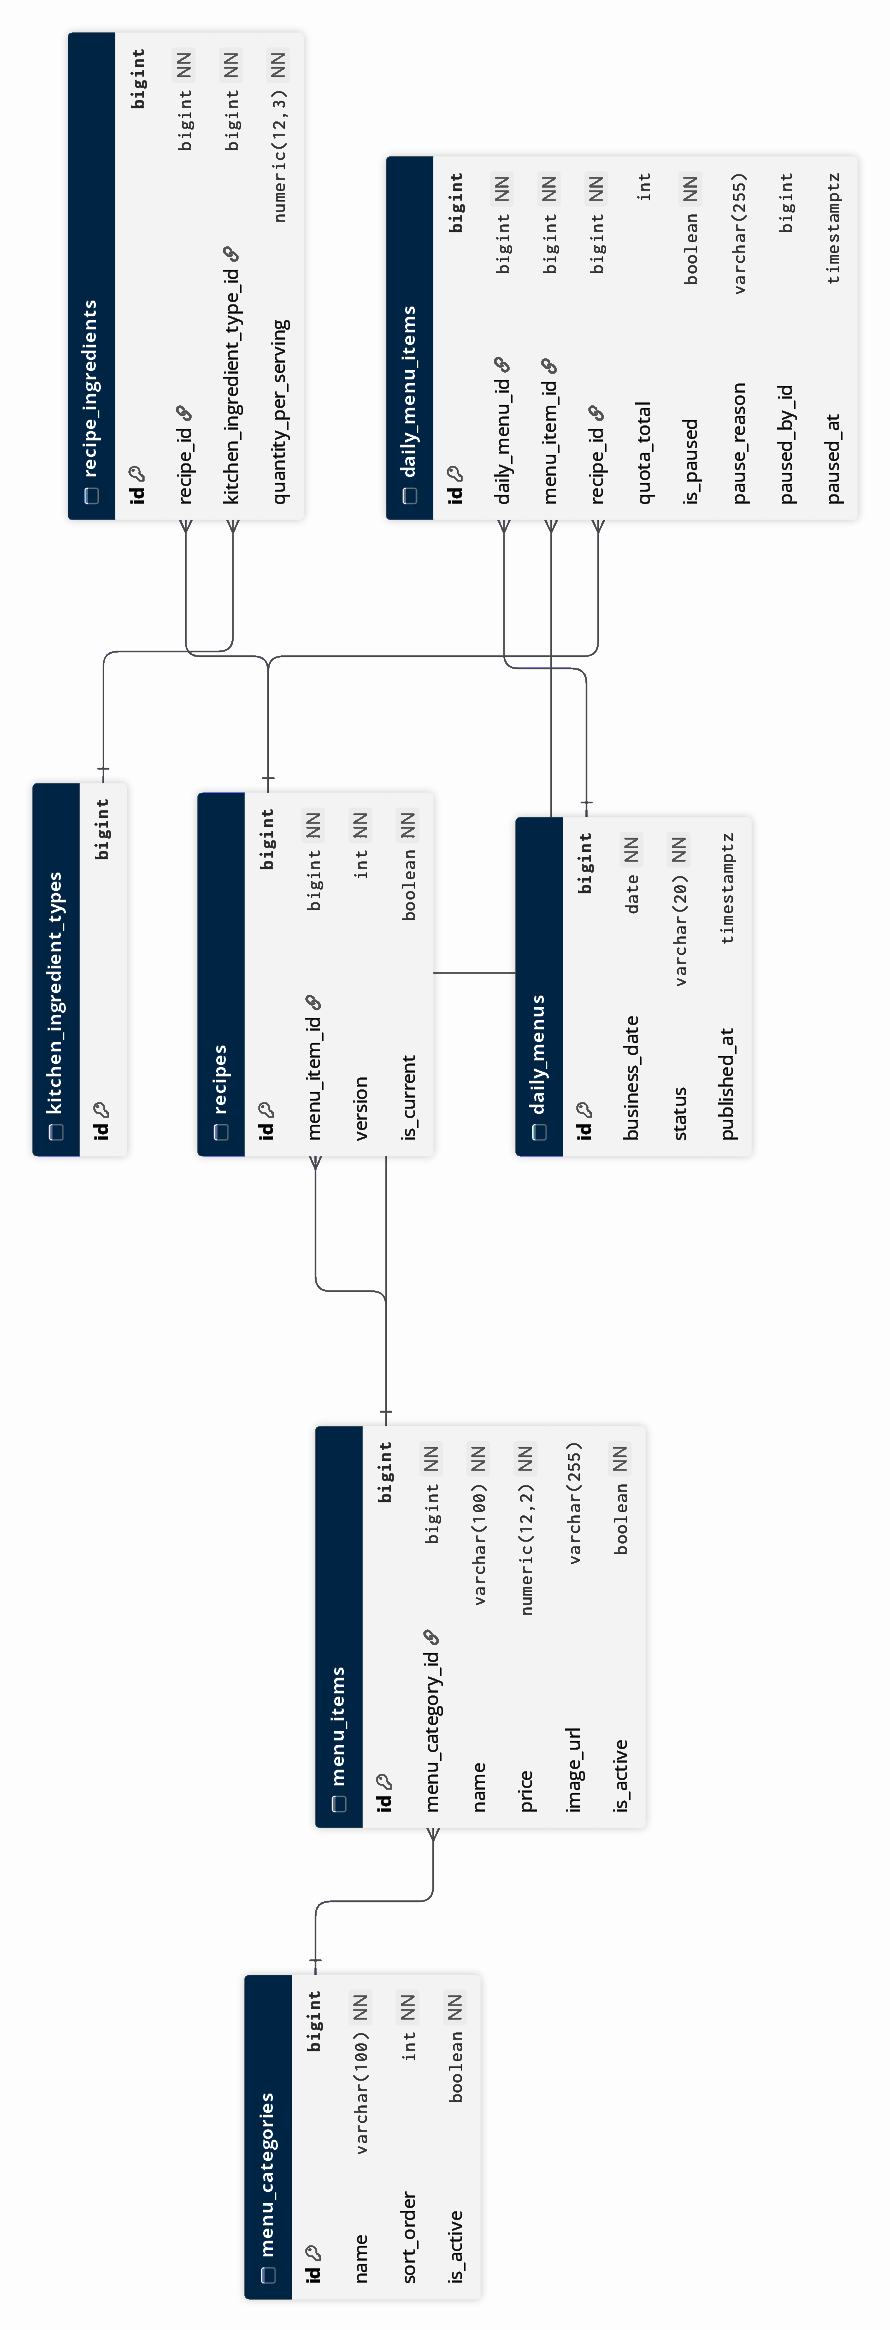 menu_categories
id bigint
name varchar(100) NN
sort_order int NN
is_active boolean NN
menu_items
id bigint
menu_category_id bigint NN
name varchar(100) NN
price numeric(12,2) NN
image_url varchar(255)
is_active boolean NN
kitchen_ingredient_types
id bigint
recipes
id bigint
menu_item_id bigint NN
version int NN
is_current boolean NN
daily_menus
id bigint
business_date date NN
status varchar(20) NN
published_at timestamptz
recipe_ingredients
id bigint
recipe_id bigint NN
kitchen_ingredient_type_id bigint NN
quantity_per_serving numeric(12,3) NN
daily_menu_items
id bigint
daily_menu_id bigint NN
menu_item_id bigint NN
recipe_id bigint NN
quota_total int
is_paused boolean NN
pause_reason varchar(255)
paused_by_id bigint
paused_at timestamptz